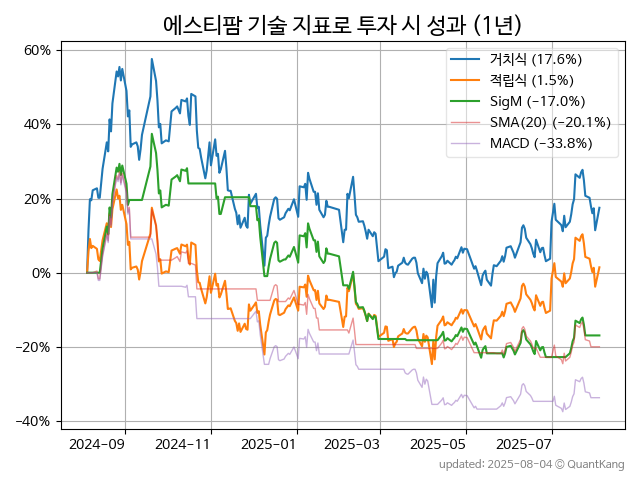 에스티팜 기술 지표로 투자 시 성과 (1년)
60%
40%
20%
0%
−20%
−40%
거치식 (17.6%)
적립식 (1.5%)
SigM (−17.0%)
SMA(20) (−20.1%)
MACD (−33.8%)
2024-09 2024-11 2025-01 2025-03 2025-05 2025-07
updated: 2025-08-04 © QuantKang